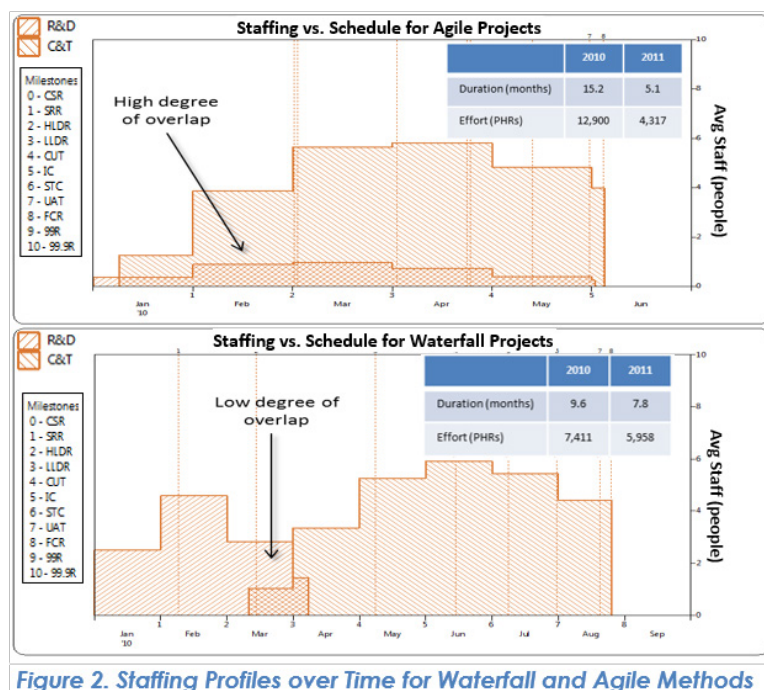 R&D
C&T
Staffing vs. Schedule for Agile Projects
Milestones
0 - CSR
1 - SRR
2 - HLDR
3 - LLDR
4 - CUT
5 - IC
6 - STC
7 - UAT
8 - FCR
9 - 99R
10 - 99.9R
High degree
of overlap
7 8
2010 2011
Duration (months) 15.2 5.1
Effort (PHRs) 12,900 4,317
10
8
6
4
2
0
Avg Staff (people)
1 2 3 4 5
Jan Feb Mar Apr May Jun
'10
R&D
C&T
Staffing vs. Schedule for Waterfall Projects
Milestones
0 - CSR
1 - SRR
2 - HLDR
3 - LLDR
4 - CUT
5 - IC
6 - STC
7 - UAT
8 - FCR
9 - 99R
10 - 99.9R
Low degree of
overlap
1
7 8
2010 2011
Duration (months) 9.6 7.8
Effort (PHRs) 7,411 5,958
10
8
6
4
2
0
Avg Staff (people)
1 2 3 4 5 6 7 8
Jan Feb Mar Apr May Jun Jul Aug Sep
'10
Figure 2. Staffing Profiles over Time for Waterfall and Agile Methods